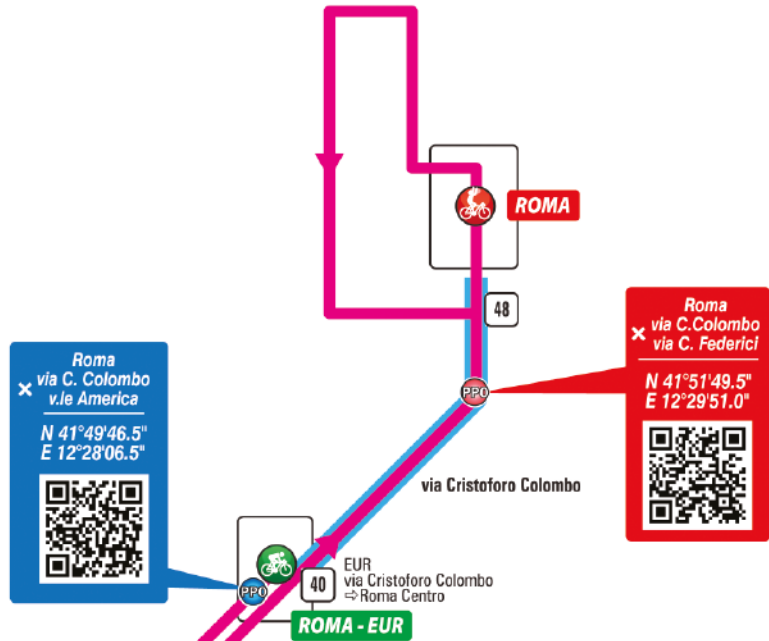 ROMA
48
Roma
via C.Colombo
via C. Federici
N 41°51'49.5"
E 12°29'51.0"
PPO
Roma
via C. Colombo
v.le America
N 41°49'46.5"
E 12°28'06.5"
via Cristoforo Colombo
PPO
40
EUR
via Cristoforo Colombo
⇨Roma Centro
ROMA - EUR